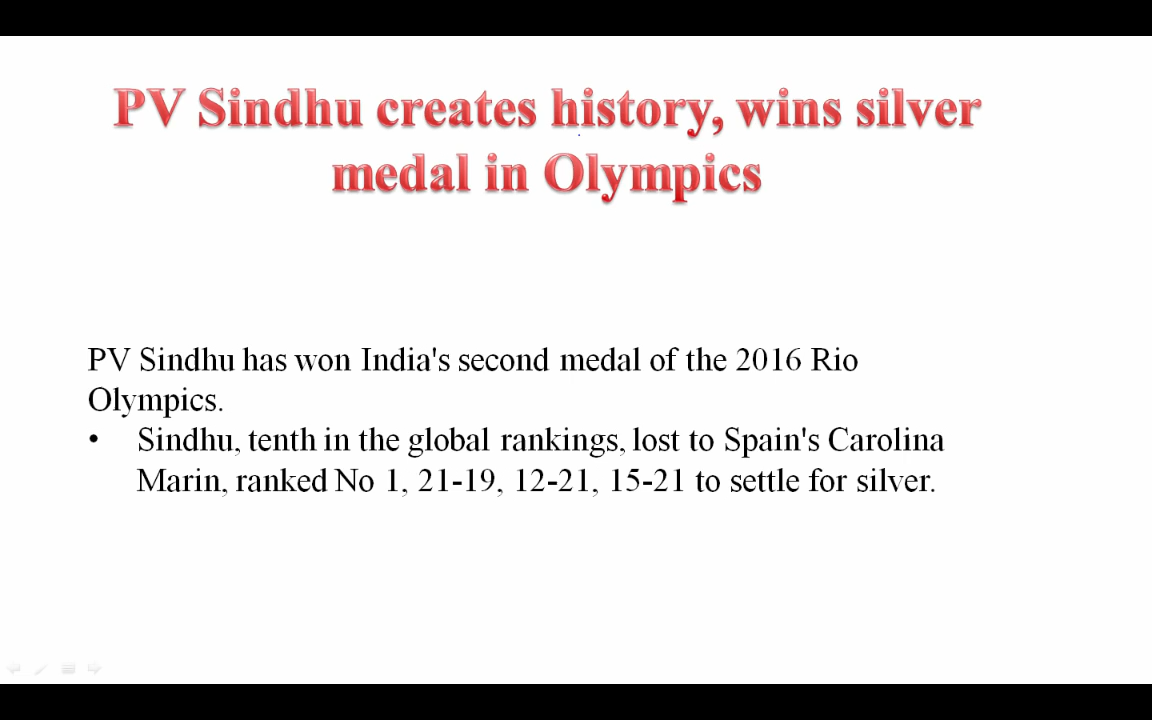 PV Sindhu creates history, wins silver
medal in Olympics
PV Sindhu has won India's second medal of the 2016 Rio
Olympics.
• Sindhu, tenth in the global rankings, lost to Spain's Carolina
Marin, ranked No 1, 21-19, 12-21, 15-21 to settle for silver.